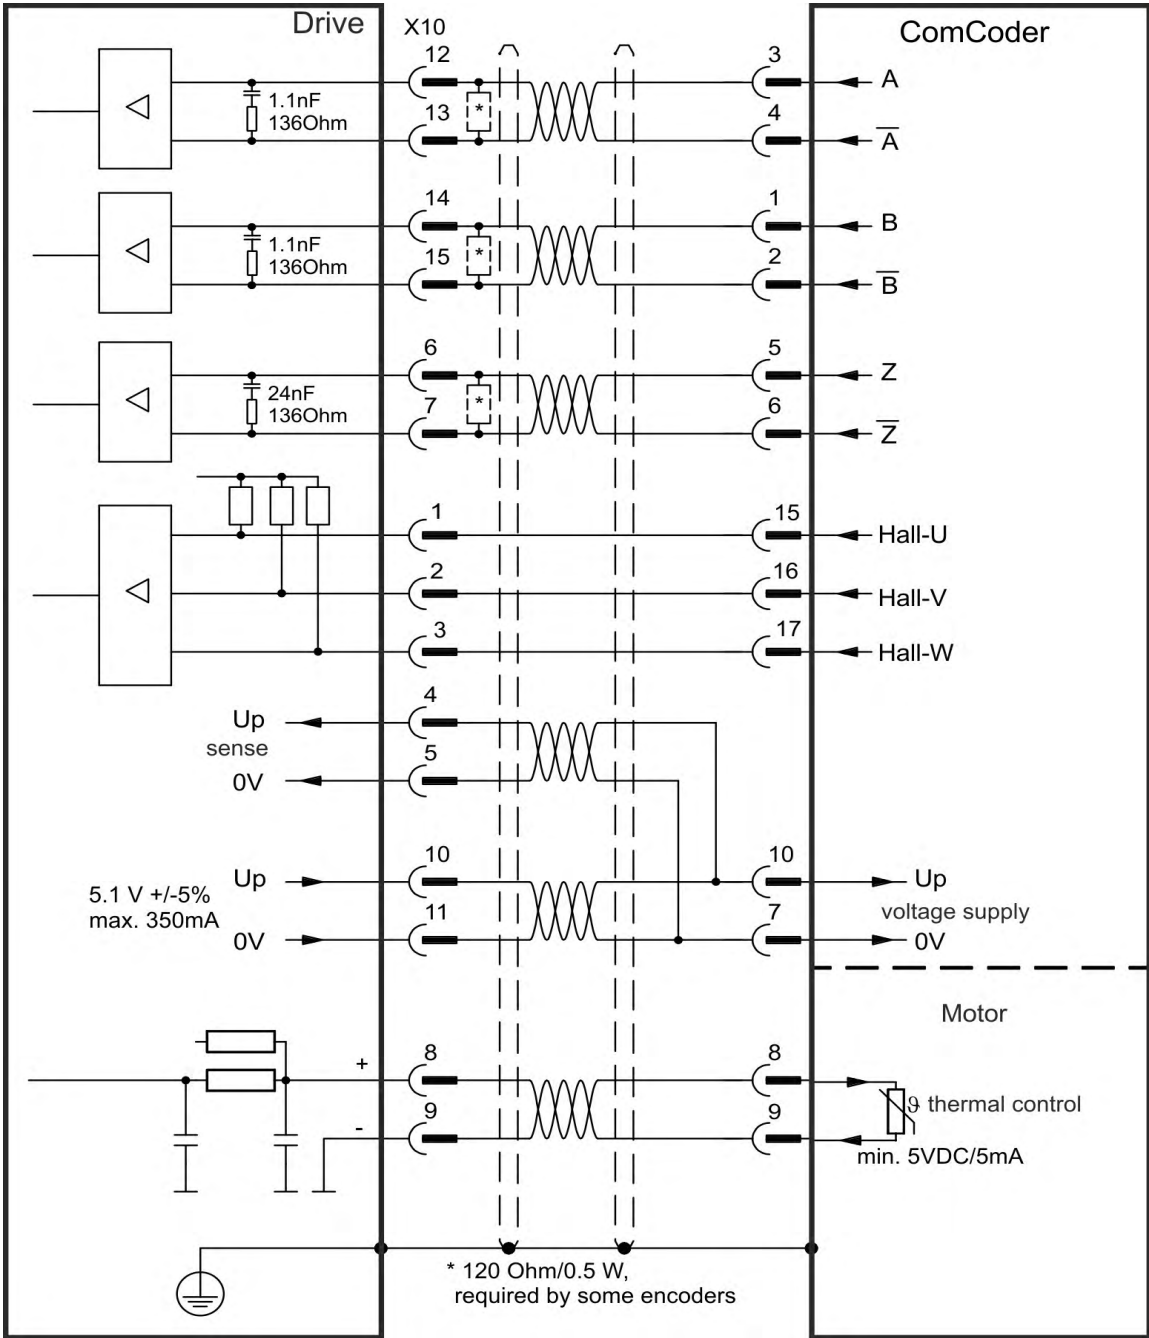 Drive
X10
ComCoder
12
3
A
1.1nF
136Ohm
*
13
4
A̅
14
1
B
1.1nF
136Ohm
*
15
2
B̅
6
5
Z
24nF
136Ohm
*
7
6
Z̅
1
15
Hall-U
2
16
Hall-V
3
17
Hall-W
4
Up
sense
5
0V
10
10
Up
Up
5.1 V +/-5%
max. 350mA
voltage supply
11
7
0V
0V
Motor
+
8
8
ϑ thermal control
-
9
9
min. 5VDC/5mA
* 120 Ohm/0.5 W,
required by some encoders